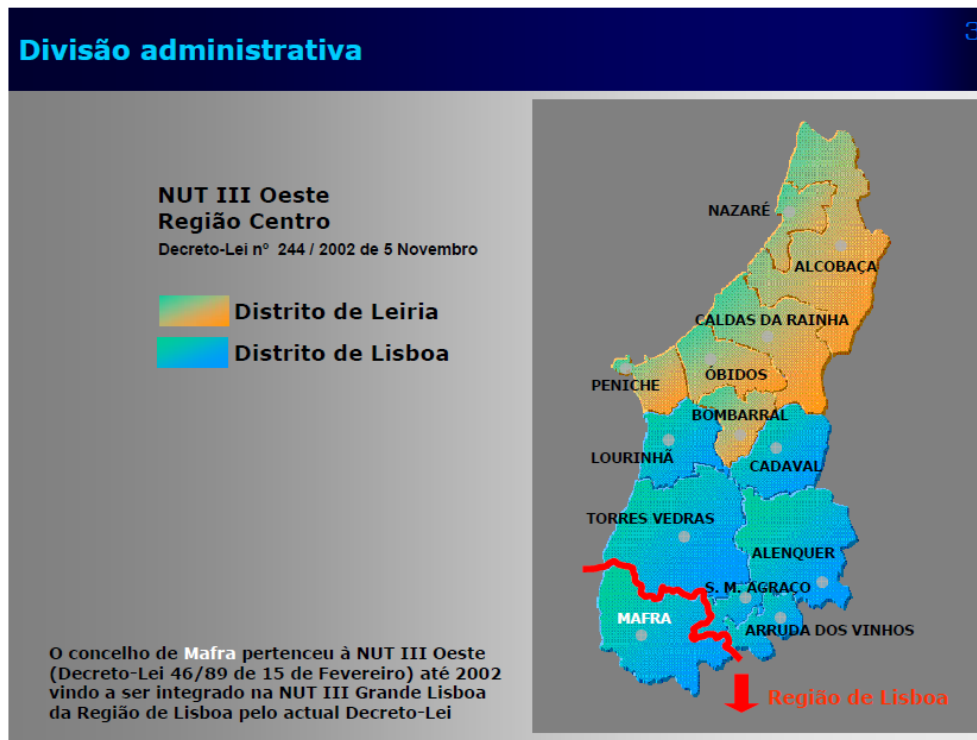 Divisão administrativa
3
NUT III Oeste
Região Centro
Decreto-Lei nº 244 / 2002 de 5 Novembro
Distrito de Leiria
Distrito de Lisboa
NAZARÉ
ALCOBAÇA
CALDAS DA RAINHA
ÓBIDOS
PENICHE
BOMBARRAL
LOURINHÃ
CADAVAL
TORRES VEDRAS
ALENQUER
S. M. AGRAÇO
MAFRA
ARRUDA DOS VINHOS
O concelho de Mafra pertenceu à NUT III Oeste
(Decreto-Lei 46/89 de 15 de Fevereiro) até 2002
vindo a ser integrado na NUT III Grande Lisboa
da Região de Lisboa pelo actual Decreto-Lei
Região de Lisboa